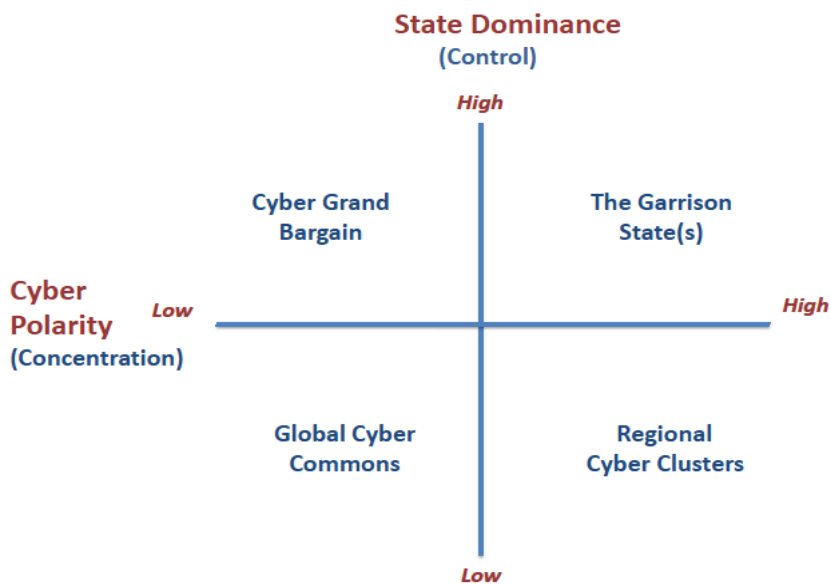 State Dominance
(Control)
High
Cyber Grand
Bargain
The Garrison
State(s)
Cyber
Polarity
(Concentration)
Low
High
Global Cyber
Commons
Regional
Cyber Clusters
Low